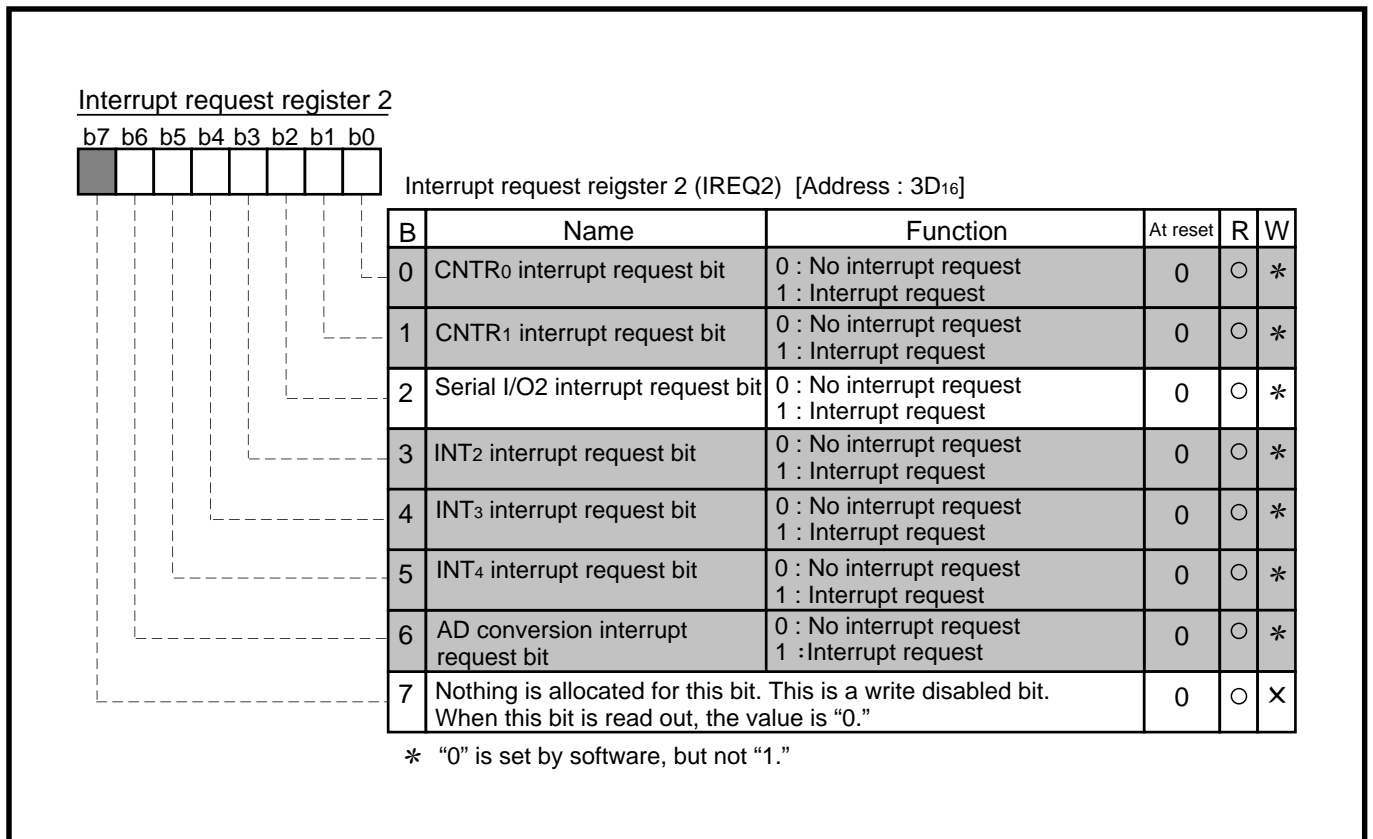 Interrupt request register 2
b7 b6 b5 b4 b3 b2 b1 b0
Interrupt request reigster 2 (IREQ2) [Address : 3D16]
B Name Function At reset R W
0 CNTR0 interrupt request bit 0 : No interrupt request 0 ○ *
1 : Interrupt request
1 CNTR1 interrupt request bit 0 : No interrupt request 0 ○ *
1 : Interrupt request
2 Serial I/O2 interrupt request bit 0 : No interrupt request 0 ○ *
1 : Interrupt request
3 INT2 interrupt request bit 0 : No interrupt request 0 ○ *
1 : Interrupt request
4 INT3 interrupt request bit 0 : No interrupt request 0 ○ *
1 : Interrupt request
5 INT4 interrupt request bit 0 : No interrupt request 0 ○ *
1 : Interrupt request
6 AD conversion interrupt 0 : No interrupt request 0 ○ *
request bit 1 :Interrupt request
7 Nothing is allocated for this bit. This is a write disabled bit. 0 ○ ×
When this bit is read out, the value is “0.”
* “0” is set by software, but not “1.”